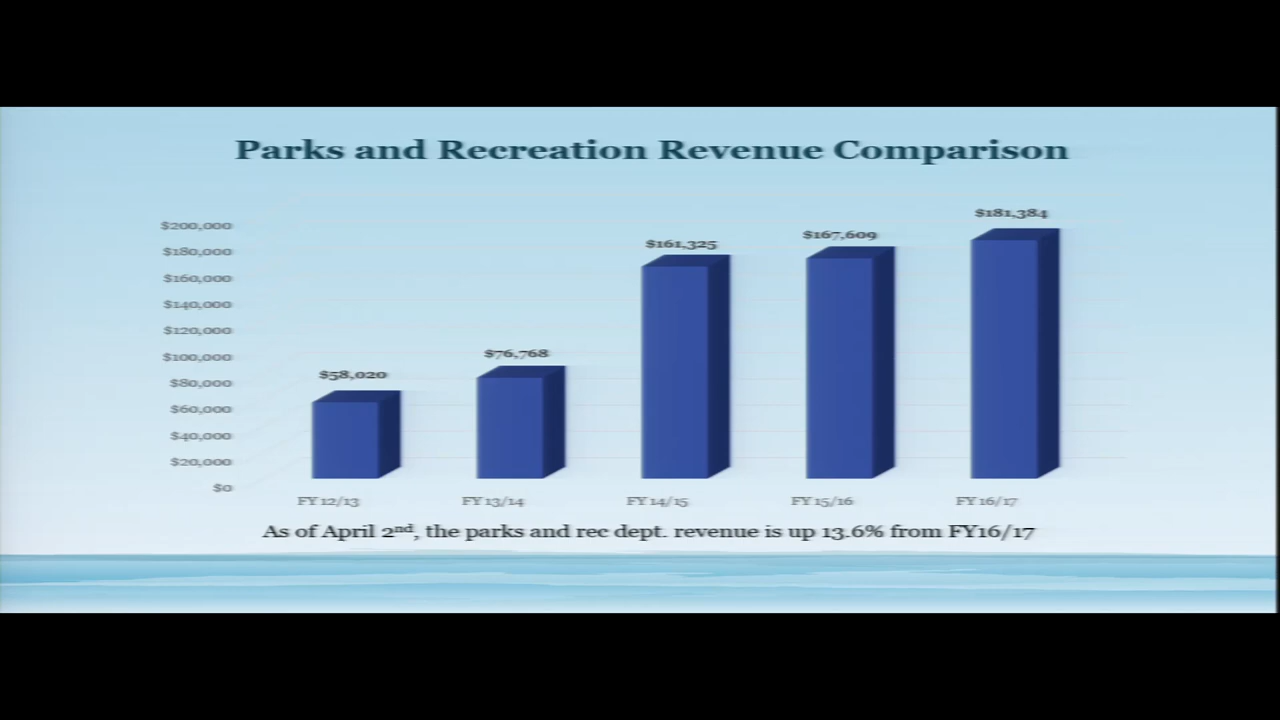 Parks and Recreation Revenue Comparison
$200,000
$180,000
$160,000
$140,000
$120,000
$100,000
$80,000
$60,000
$40,000
$20,000
$0
$58,020
$76,768
$161,325
$167,609
$181,384
FY 12/13
FY 13/14
FY 14/15
FY 15/16
FY 16/17
As of April 2nd, the parks and rec dept. revenue is up 13.6% from FY16/17